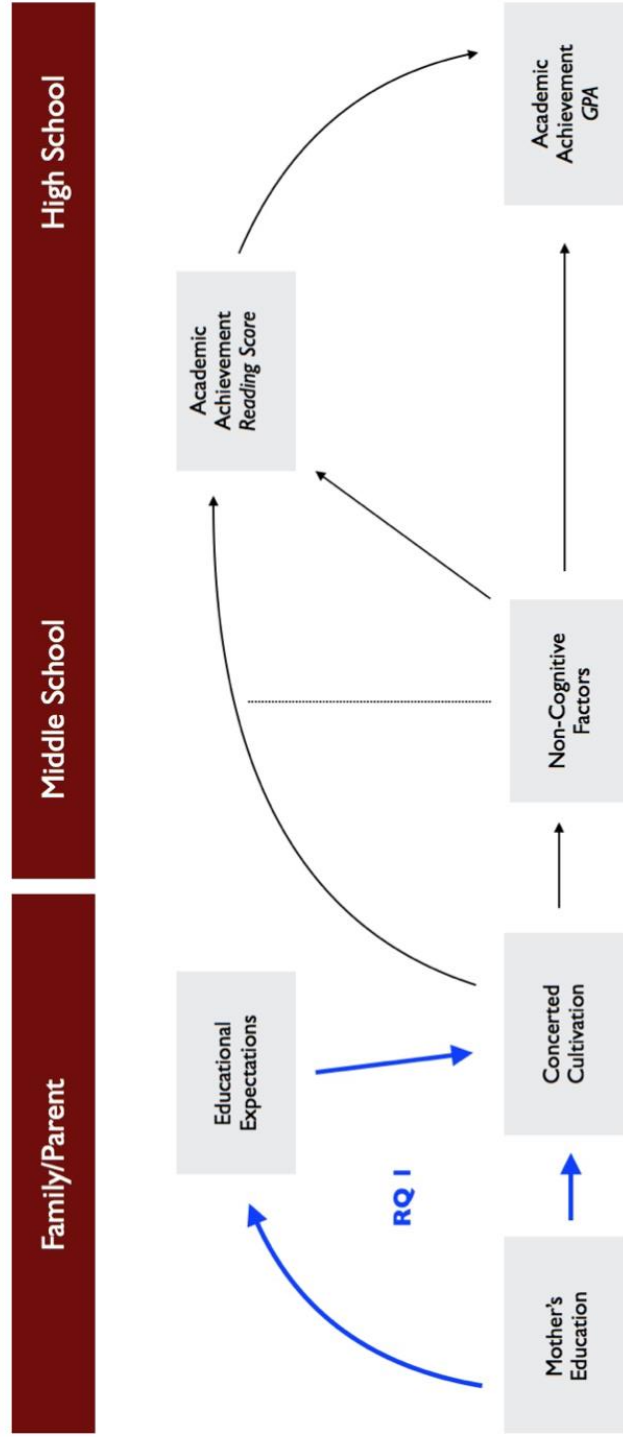 Family/Parent
Middle School
High School
Educational
Expectations
Academic
Achievement
Reading Score
RQ 1
Mother's
Education
Concerted
Cultivation
Non-Cognitive
Factors
Academic
Achievement
GPA